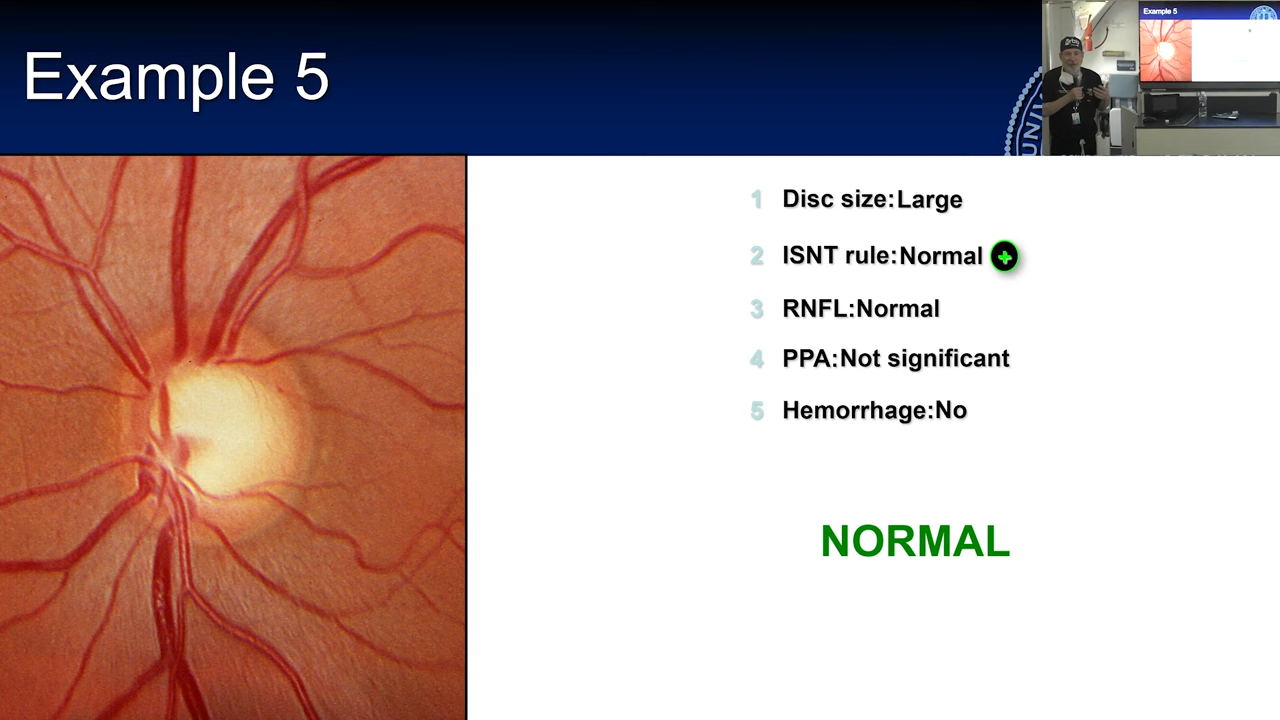 Example 5
UNIV
Example 5
1 Disc size:Large
2 ISNT rule:Normal
3 RNFL:Normal
4 PPA:Not significant
5 Hemorrhage:No
NORMAL